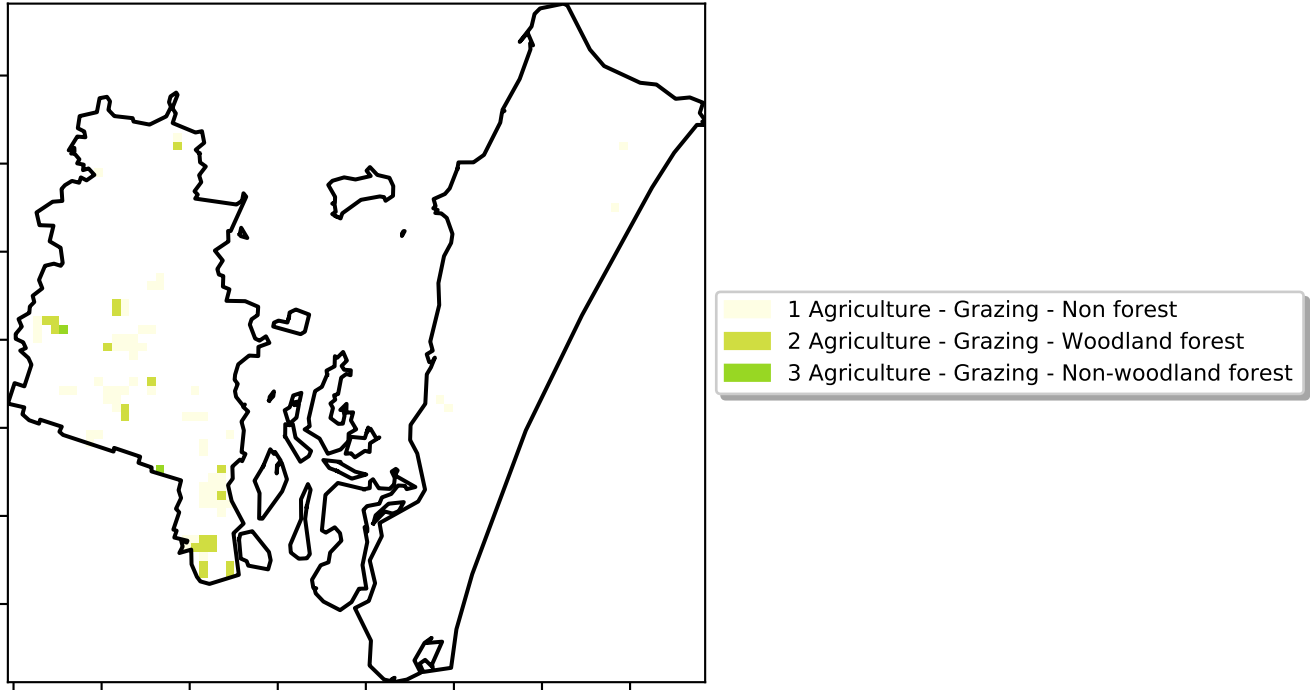 1 Agriculture - Grazing - Non forest
2 Agriculture - Grazing - Woodland forest
3 Agriculture - Grazing - Non-woodland forest